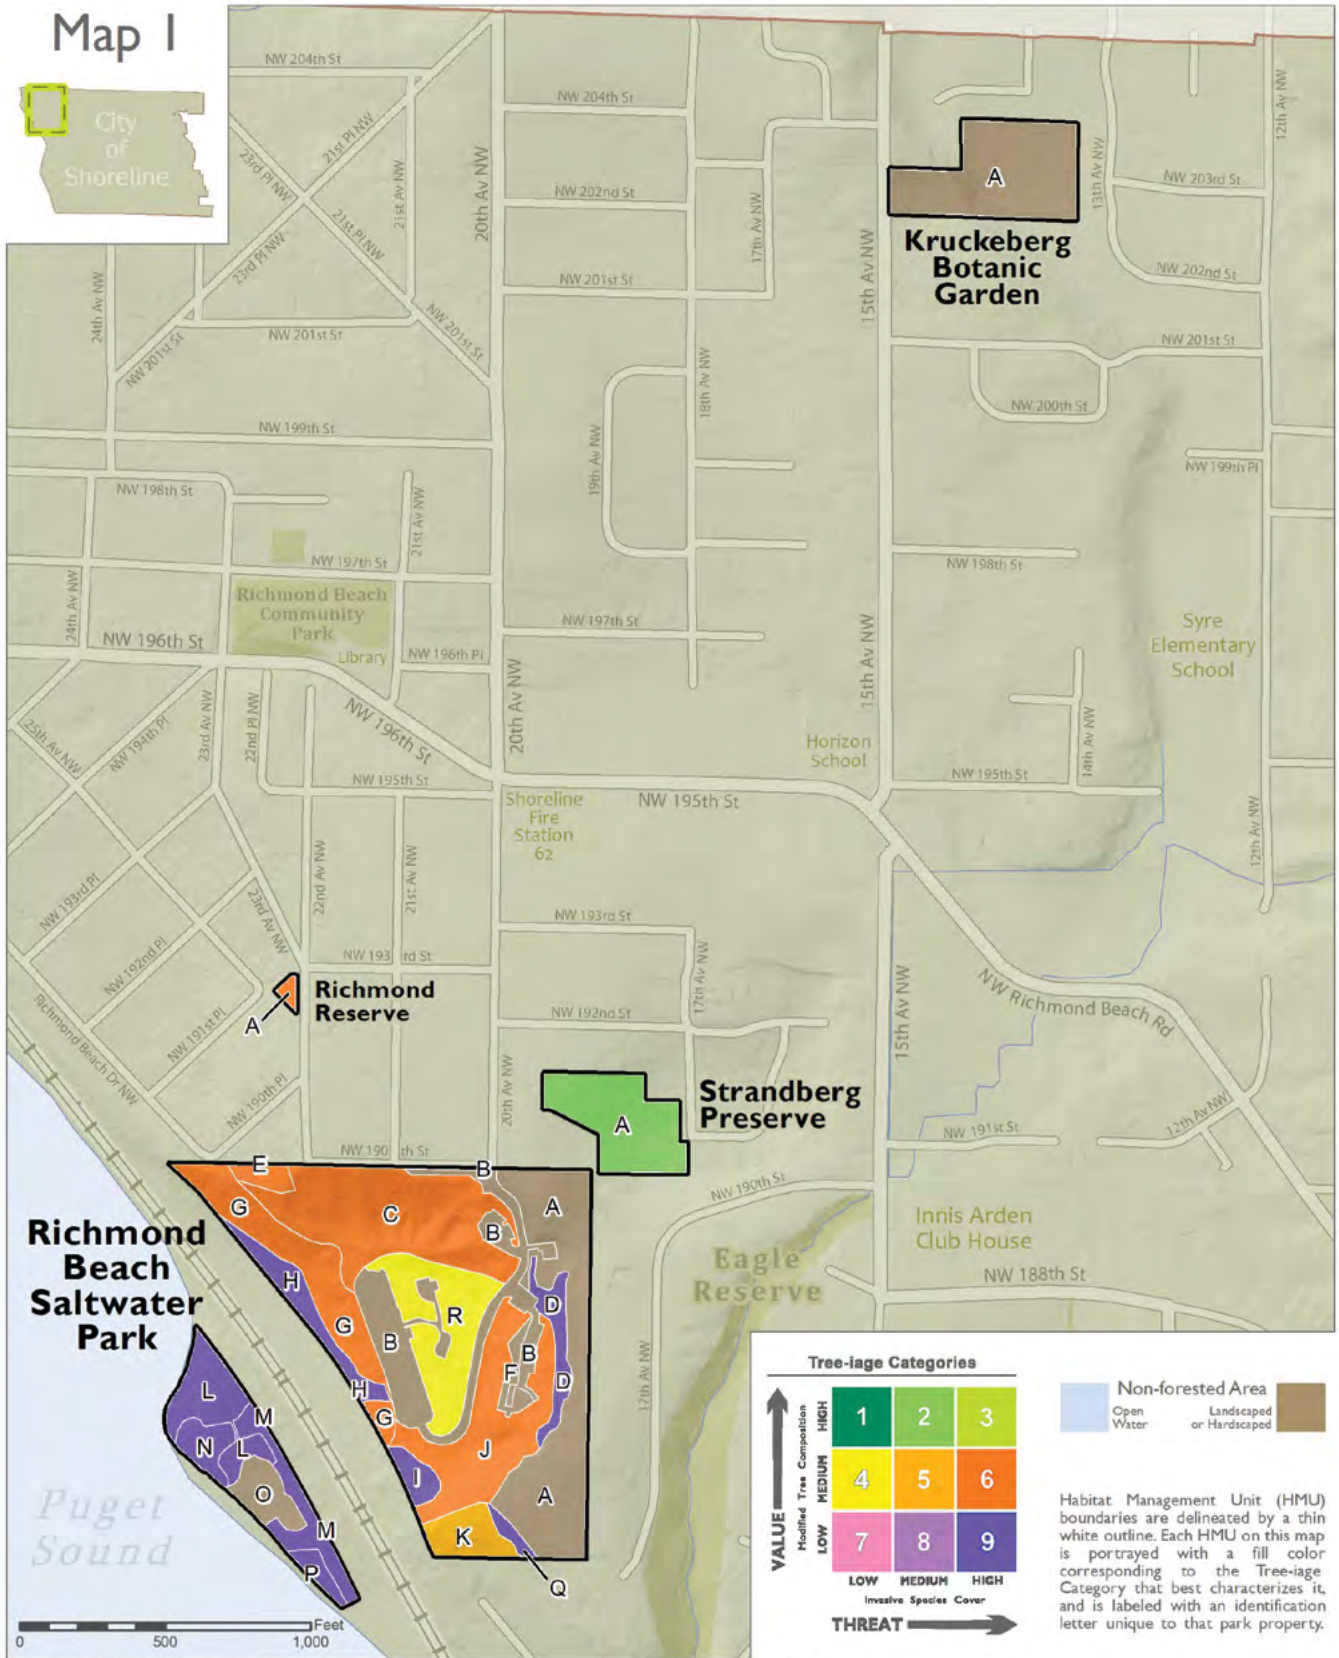 Map 1
City
of
Shoreline
NW 204th St
21st Pl NW
23rd Pl NW
21st Av NW
20th Av NW
21st Pl NW
23rd Pl NW
24th Av NW
NW 201st St
NW 201st St
NW 201st St
NW 204th St
NW 202nd St
17th Av NW
NW 201st St
15th Av NW
A
Kruckeberg
Botanic
Garden
13th Av NW
12th Av NW
NW 203rd St
NW 202nd St
NW 201st St
NW 200th St
18th Av NW
19th Av NW
NW 199th St
NW 199th Pl
NW 198th St
21st Av NW
NW 197th St
24th Av NW
Richmond Beach
Community
Park
Library
NW 196th St
NW 196th Pl
NW 196th St
NW 198th St
NW 197th St
15th Av NW
20th Av NW
Syre
Elementary
School
Horizon
School
14th Av NW
NW 195th St
12th Av NW
25th Av NW
NW 194th Pl
23rd Av NW
22nd Pl NW
NW 195th St
Shoreline
Fire
Station
62
NW 195th St
22nd Av NW
21st Av NW
NW 193rd Pl
23rd Av NW
NW 193rd St
NW 192nd Pl
NW 193 rd St
17th Av NW
A
Richmond
Reserve
NW 191st Pl
NW 192nd St
15th Av NW
NW Richmond Beach Rd
Richmond Beach Dr NW
NW 190th Pl
20th Av NW
A
Strandberg
Preserve
NW 191st St
12th Av NW
NW 190 th St
NW 190th St
Innis Arden
Club House
NW 188th St
Eagle
Reserve
17th Av NW
Richmond
Beach
Saltwater
Park
E
B
G
C
A
B
H
D
R
G
B
B
F
D
H
G
J
I
A
K
Q
L
M
N
L
O
M
P
Puget
Sound
0
500
1,000
Feet
Tree-iage Categories
VALUE
Modified Tree Composition
HIGH
MEDIUM
LOW
1 2 3
4 5 6
7 8 9
LOW MEDIUM HIGH
Invasive Species Cover
THREAT
Non-forested Area
Open
Water
Landscaped
or Hardscaped
Habitat Management Unit (HMU)
boundaries are delineated by a thin
white outline. Each HMU on this map
is portrayed with a fill color
corresponding to the Tree-iage
Category that best characterizes it,
and is labeled with an identification
letter unique to that park property.